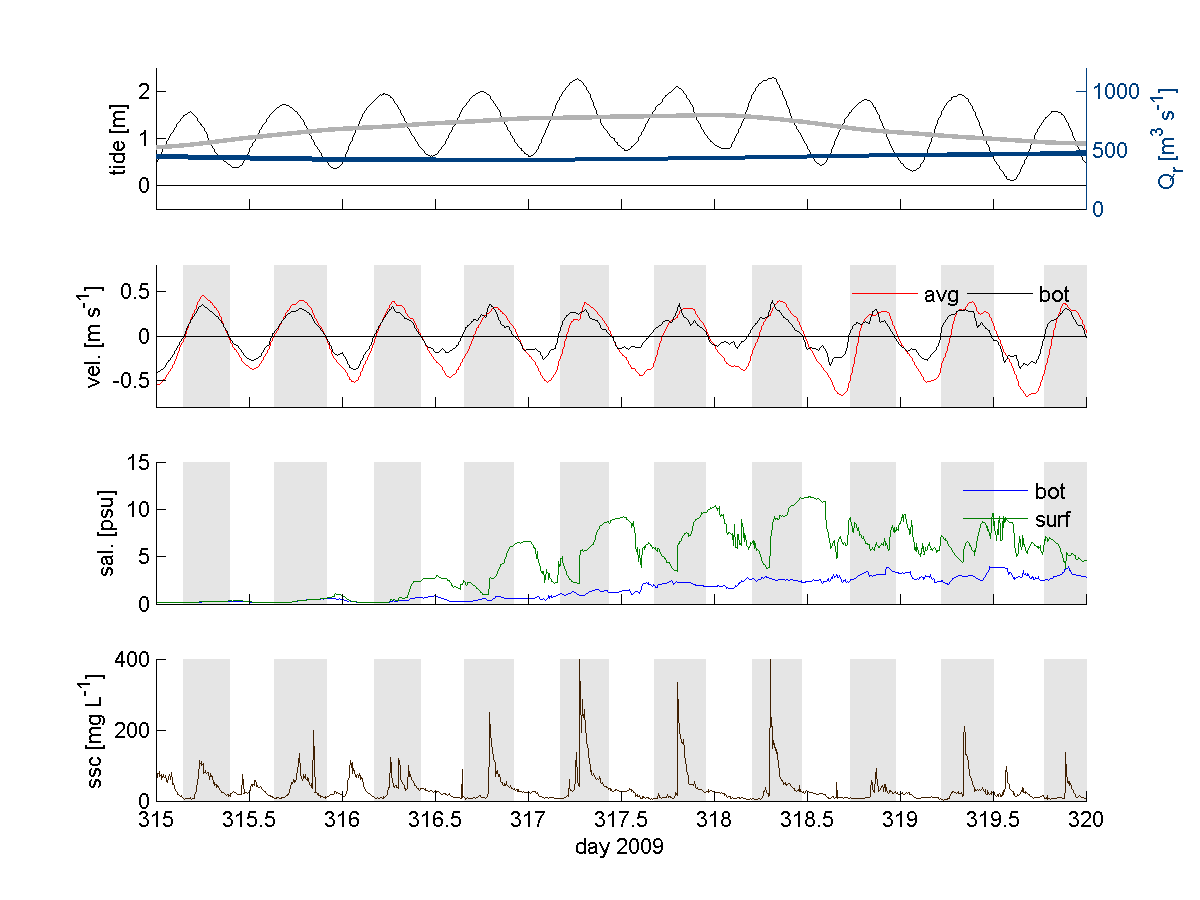 2
1
0
tide [m]
1000
500
0
Qr [m3 s-1]
0.5
0
-0.5
vel. [m s-1]
avg bot
15
10
5
0
sal. [psu]
bot
surf
400
200
0
ssc [mg L-1]
315 315.5 316 316.5 317 317.5 318 318.5 319 319.5 320
day 2009